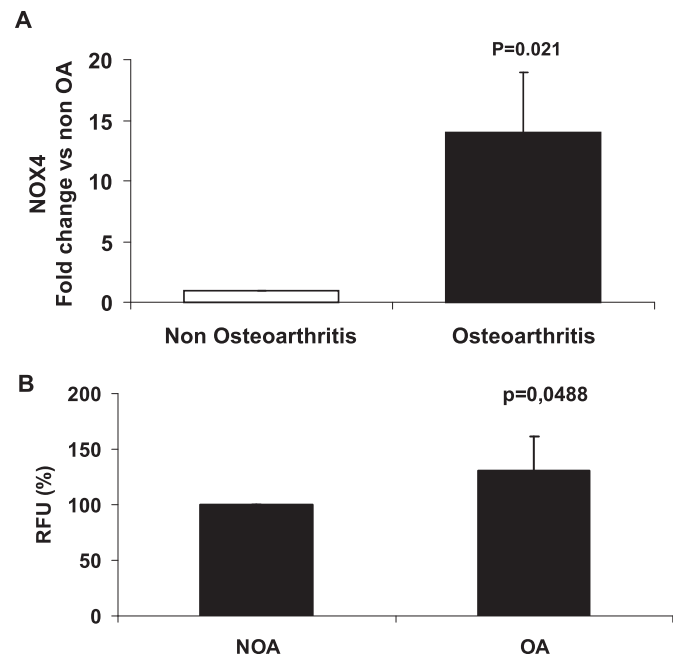 A
P=0.021
NOX4
Fold change vs non OA
20
15
10
5
0
Non Osteoarthritis Osteoarthritis
B
p=0,0488
RFU (%)
200
150
100
50
0
NOA OA